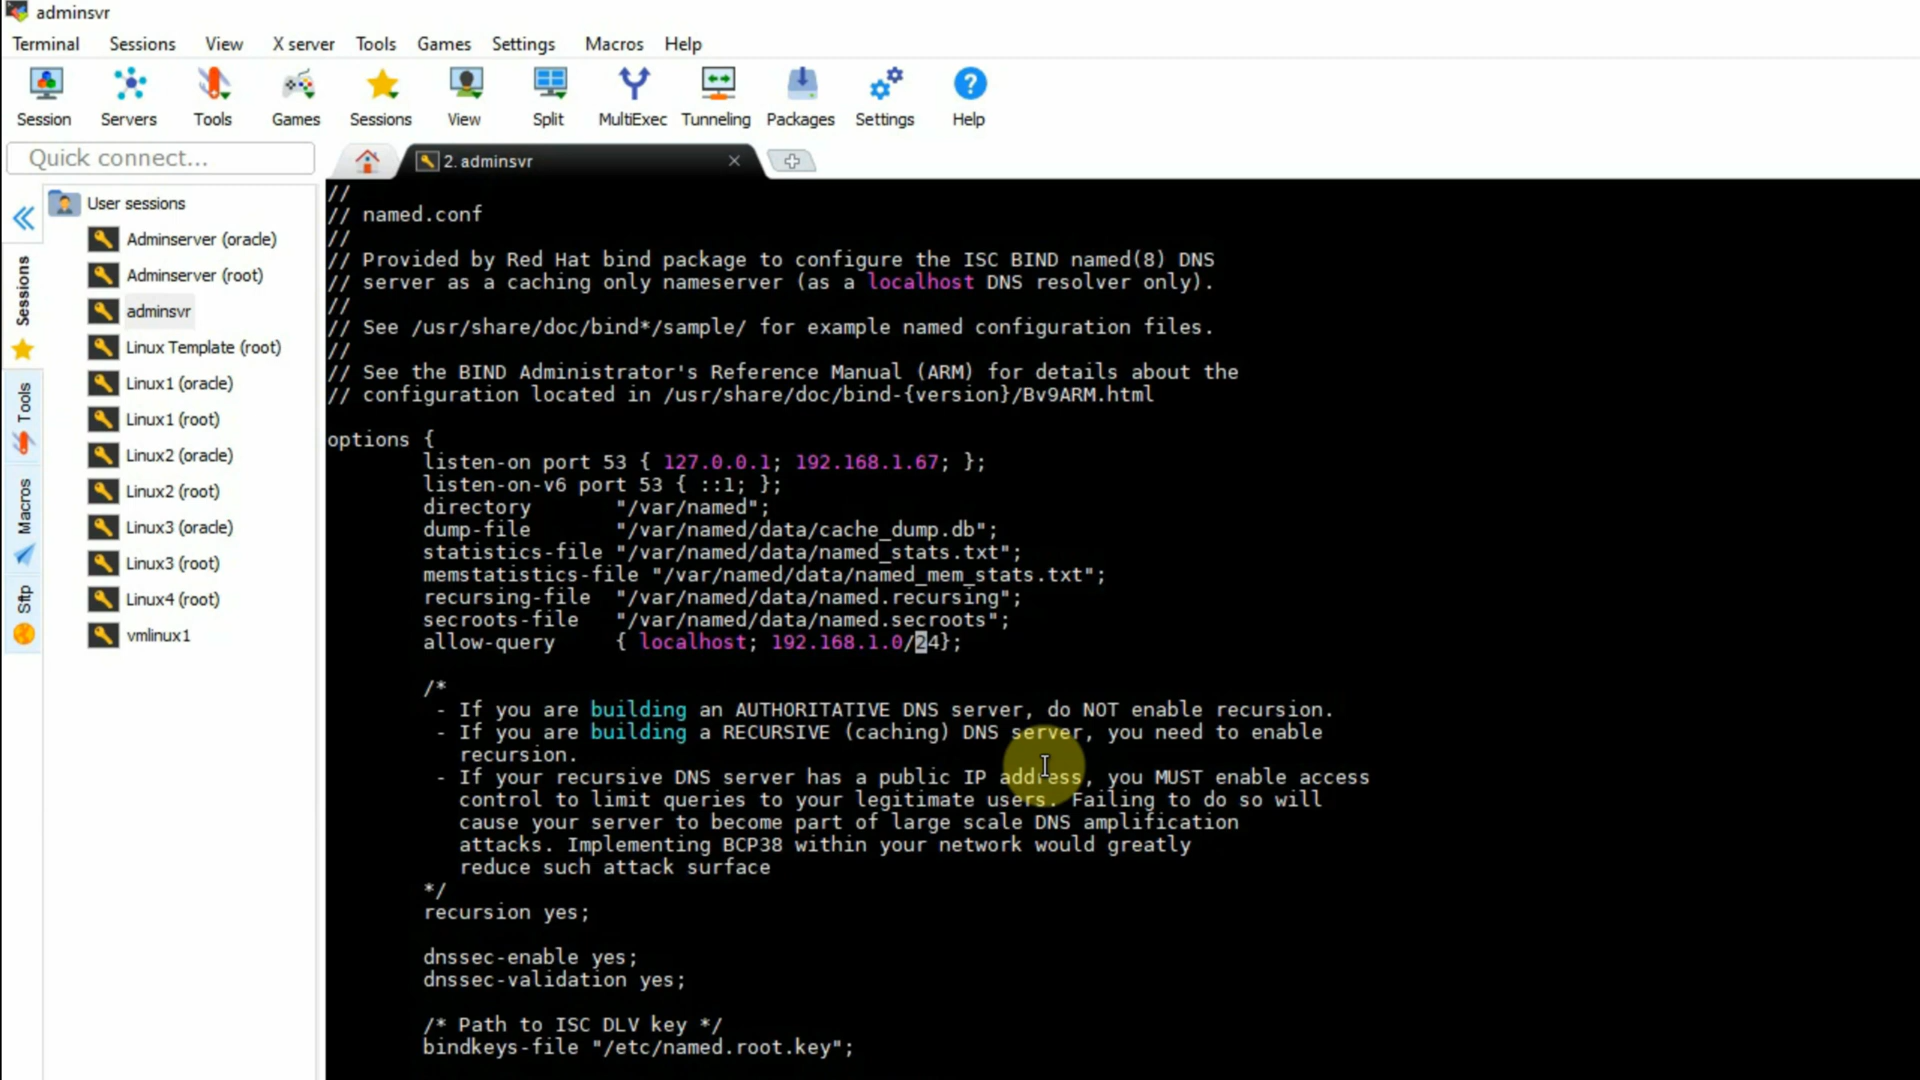 adminsvr
Terminal Sessions View X server Tools Games Settings Macros Help
Session Servers Tools Games Sessions View Split MultiExec Tunneling Packages Settings Help
Quick connect...
2. adminsvr
User sessions
Adminserver (oracle)
Adminserver (root)
adminsvr
Linux Template (root)
Linux1 (oracle)
Linux1 (root)
Linux2 (oracle)
Linux2 (root)
Linux3 (oracle)
Linux3 (root)
Linux4 (root)
vmlinux1
Sessions
Tools
Macros
Sftp
//
// named.conf
//
// Provided by Red Hat bind package to configure the ISC BIND named(8) DNS
// server as a caching only nameserver (as a localhost DNS resolver only).
//
// See /usr/share/doc/bind*/sample/ for example named configuration files.
//
// See the BIND Administrator's Reference Manual (ARM) for details about the
// configuration located in /usr/share/doc/bind-{version}/Bv9ARM.html
options {
listen-on port 53 { 127.0.0.1; 192.168.1.67; };
listen-on-v6 port 53 { ::1; };
directory "/var/named";
dump-file "/var/named/data/cache_dump.db";
statistics-file "/var/named/data/named_stats.txt";
memstatistics-file "/var/named/data/named_mem_stats.txt";
recursing-file "/var/named/data/named.recursing";
secroots-file "/var/named/data/named.secroots";
allow-query { localhost; 192.168.1.0/24};
/*
- If you are building an AUTHORITATIVE DNS server, do NOT enable recursion.
- If you are building a RECURSIVE (caching) DNS server, you need to enable
recursion.
- If your recursive DNS server has a public IP address, you MUST enable access
control to limit queries to your legitimate users. Failing to do so will
cause your server to become part of large scale DNS amplification
attacks. Implementing BCP38 within your network would greatly
reduce such attack surface
*/
recursion yes;
dnssec-enable yes;
dnssec-validation yes;
/* Path to ISC DLV key */
bindkeys-file "/etc/named.root.key";